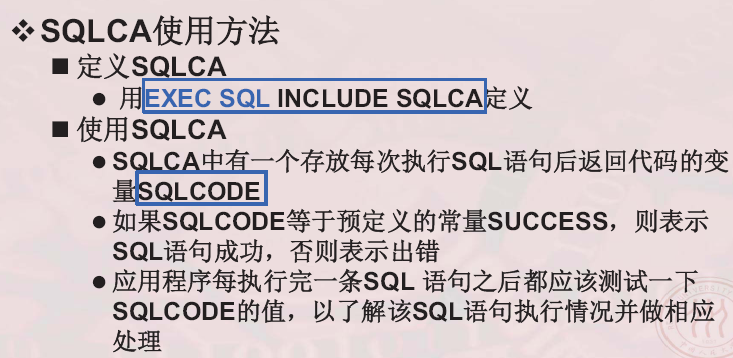 ❖SQLCA使用方法
■ 定义SQLCA
● 用EXEC SQL INCLUDE SQLCA定义
■ 使用SQLCA
● SQLCA中有一个存放每次执行SQL语句后返回代码的变
量SQLCODE
● 如果SQLCODE等于预定义的常量SUCCESS，则表示
SQL语句成功，否则表示出错
● 应用程序每执行完一条SQL 语句之后都应该测试一下
SQLCODE的值，以了解该SQL语句执行情况并做相应
处理